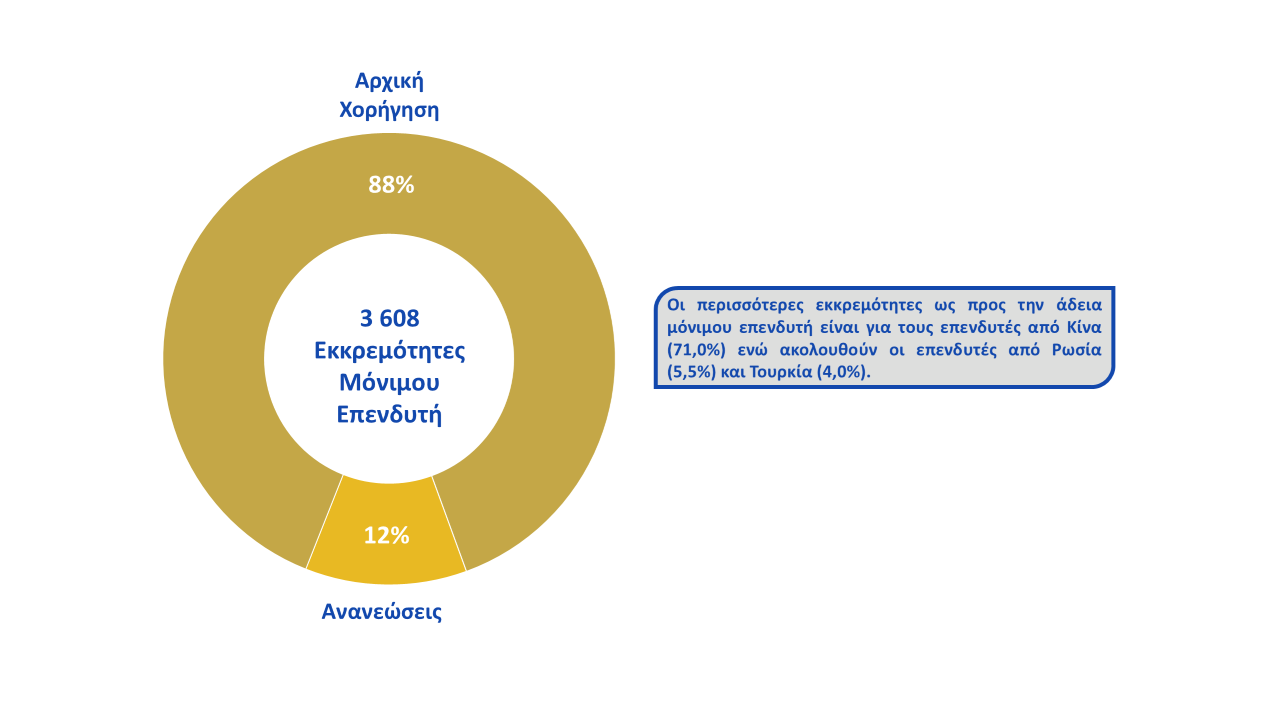 Αρχική
Χορήγηση
88%
3 608
Εκκρεμότητες
Μόνιμου
Επενδυτή
12%
Ανανεώσεις
Οι περισσότερες εκκρεμότητες ως προς την άδεια
μόνιμου επενδυτή είναι για τους επενδυτές από Κίνα
(71,0%) ενώ ακολουθούν οι επενδυτές από Ρωσία
(5,5%) και Τουρκία (4,0%).